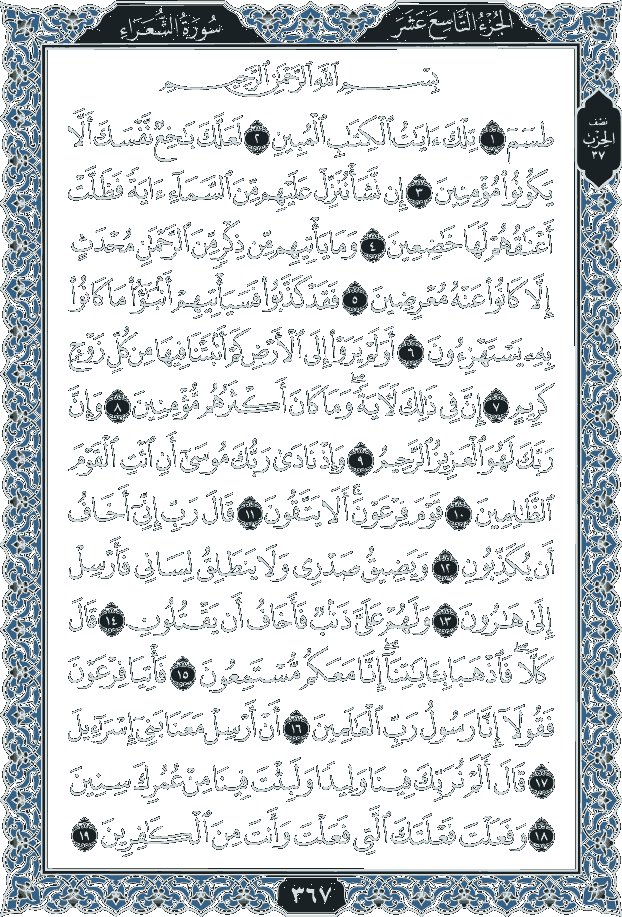 الجزء التاسع عشر
سورة الشعراء
نصف
الحزب
٣٧
بِسْمِ اللَّهِ الرَّحْمَٰنِ الرَّحِيمِ
طسٓمٓ ١ تِلْكَ ءَايَٰتُ ٱلْكِتَٰبِ ٱلْمُبِينِ ٢ لَعَلَّكَ بَٰخِعٌ نَّفْسَكَ أَلَّا
يَكُونُوا۟ مُؤْمِنِينَ ٣ إِن نَّشَأْ نُنَزِّلْ عَلَيْهِم مِّنَ ٱلسَّمَآءِ ءَايَةً فَظَلَّتْ
أَعْنَٰقُهُمْ لَهَا خَٰضِعِينَ ٤ وَمَا يَأْتِيهِم مِّن ذِكْرٍ مِّنَ ٱلرَّحْمَٰنِ مُحْدَثٍ
إِلَّا كَانُوا۟ عَنْهُ مُعْرِضِينَ ٥ فَقَدْ كَذَّبُوا۟ فَسَيَأْتِيهِمْ أَنۢبَٰٓؤُا۟ مَا كَانُوا۟
بِهِۦ يَسْتَهْزِءُونَ ٦ أَوَلَمْ يَرَوْا۟ إِلَى ٱلْأَرْضِ كَمْ أَنۢبَتْنَا فِيهَا مِن كُلِّ زَوْجٍ
كَرِيمٍ ٧ إِنَّ فِى ذَٰلِكَ لَءَايَةً ۖ وَمَا كَانَ أَكْثَرُهُم مُّؤْمِنِينَ ٨ وَإِنَّ
رَبَّكَ لَهُوَ ٱلْعَزِيزُ ٱلرَّحِيمُ ٩ وَإِذْ نَادَىٰ رَبُّكَ مُوسَىٰٓ أَنِ ٱئْتِ ٱلْقَوْمَ
ٱلظَّٰلِمِينَ ١٠ قَوْمَ فِرْعَوْنَ ۚ أَلَا يَتَّقُونَ ١١ قَالَ رَبِّ إِنِّىٓ أَخَافُ
أَن يُكَذِّبُونِ ١٢ وَيَضِيقُ صَدْرِى وَلَا يَنطَلِقُ لِسَانِى فَأَرْسِلْ
إِلَىٰ هَٰرُونَ ١٣ وَلَهُمْ عَلَىَّ ذَنۢبٌ فَأَخَافُ أَن يَقْتُلُونِ ١٤ قَالَ
كَلَّا ۖ فَٱذْهَبَا بِـَٔايَٰتِنَآ ۖ إِنَّا مَعَكُم مُّسْتَمِعُونَ ١٥ فَأْتِيَا فِرْعَوْنَ
فَقُولَآ إِنَّا رَسُولُ رَبِّ ٱلْعَٰلَمِينَ ١٦ أَنْ أَرْسِلْ مَعَنَا بَنِىٓ إِسْرَٰٓءِيلَ
١٧ قَالَ أَلَمْ نُرَبِّكَ فِينَا وَلِيدًا وَلَبِثْتَ فِينَا مِنْ عُمُرِكَ سِنِينَ
١٨ وَفَعَلْتَ فَعْلَتَكَ ٱلَّتِى فَعَلْتَ وَأَنتَ مِنَ ٱلْكَٰفِرِينَ ١٩
٣٦٧